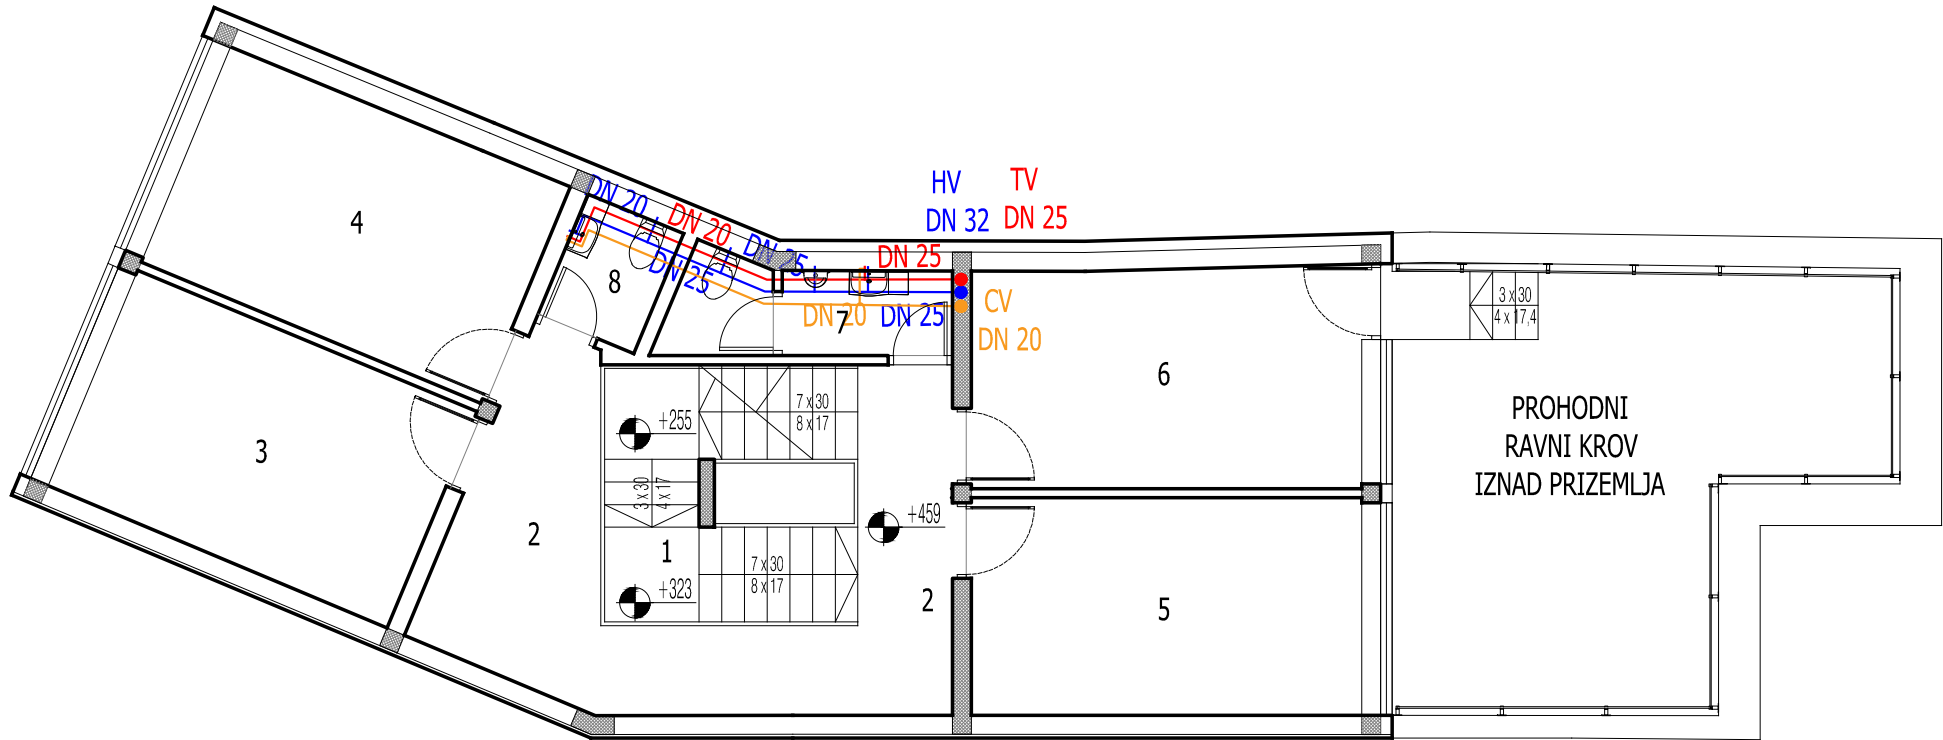 HV
TV
DN 32
DN 25
DN 20
DN 20
DN 25
DN 25
DN 25
DN 20
DN 25
CV
DN 20
4
8
7
6
3
2
1
2
5
+255
+459
+323
7 x 30
8 x 17
3 x 30
4 x 17
7 x 30
8 x 17
3 x 30
4 x 17,4
PROHODNI
RAVNI KROV
IZNAD PRIZEMLJA